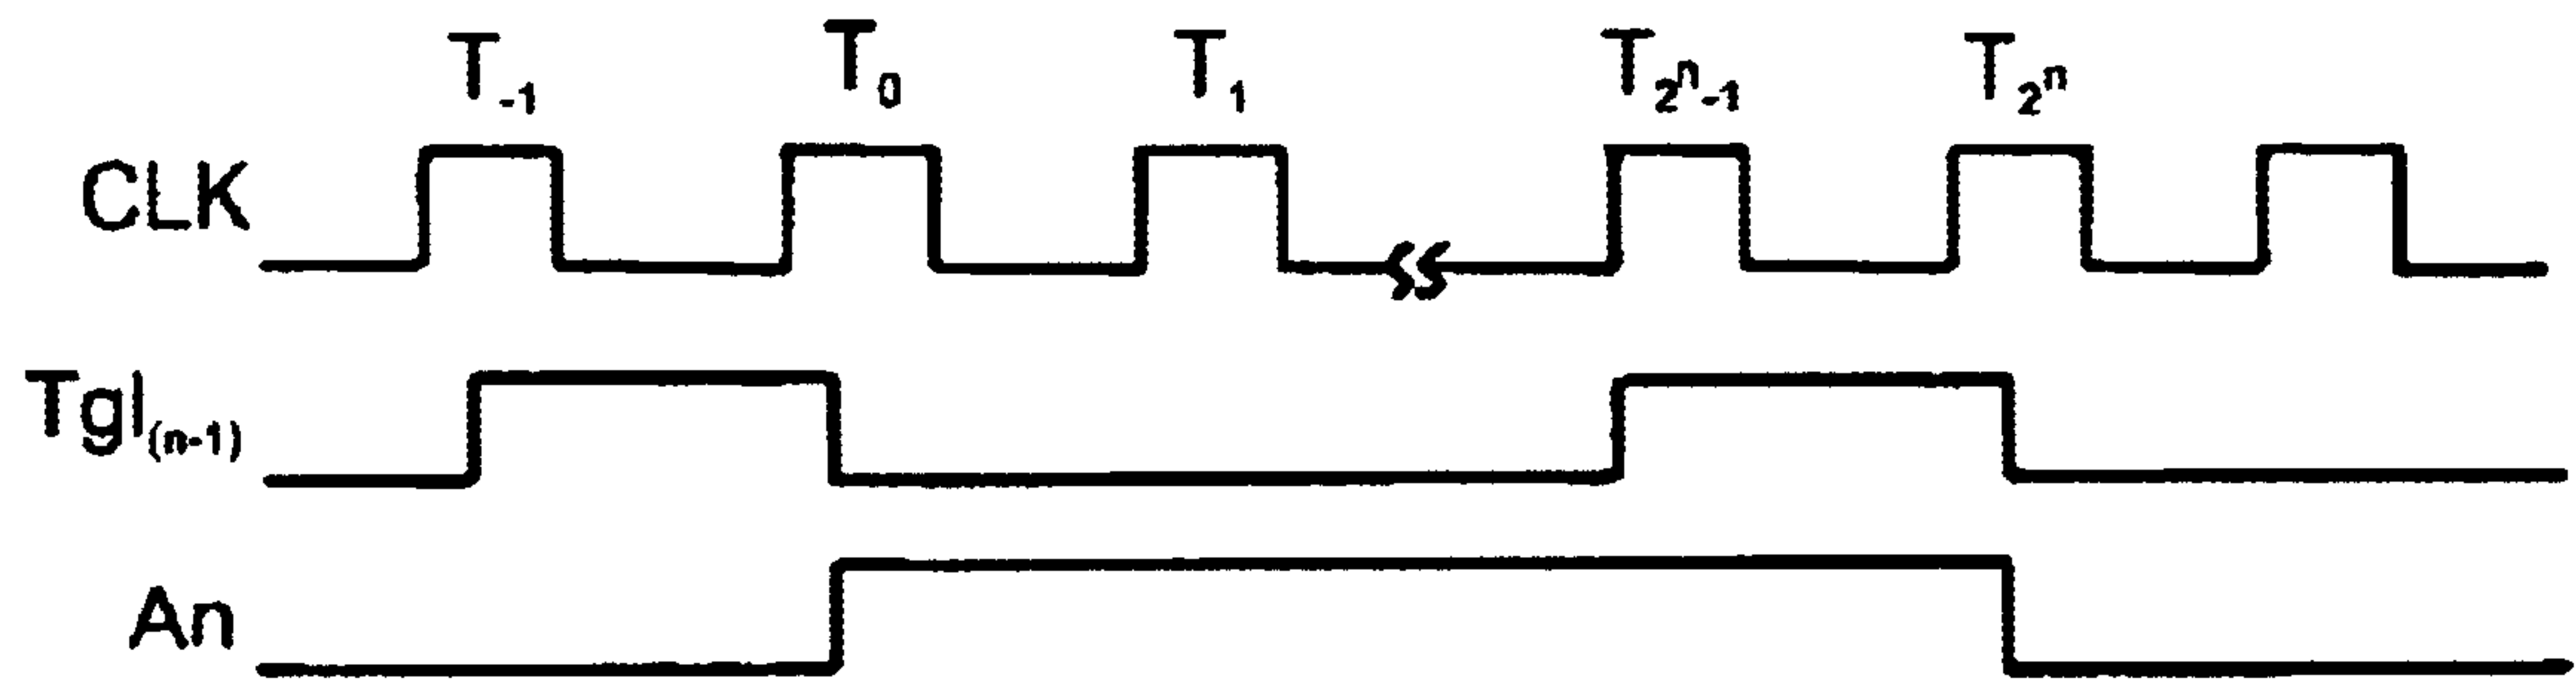 T₋₁ T₀ T₁ T₂ⁿ₋₁ T₂ⁿ
CLK
Tgl₍ₙ₋₁₎
An